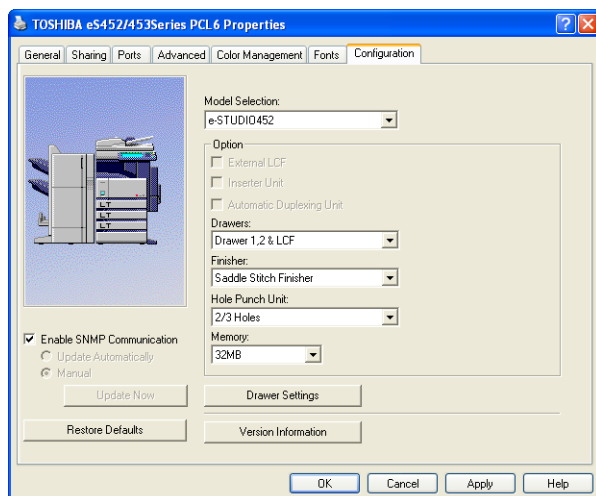 TOSHIBA eS452/453Series PCL6 Properties
General Sharing Ports Advanced Color Management Fonts Configuration
Model Selection:
e-STUDIO452
Option
External LCF
Inserter Unit
Automatic Duplexing Unit
Drawers:
Drawer 1,2 & LCF
Finisher:
Saddle Stitch Finisher
Hole Punch Unit:
2/3 Holes
Memory:
32MB
LT
LT
LT
Enable SNMP Communication
Update Automatically
Manual
Update Now
Drawer Settings
Restore Defaults
Version Information
OK Cancel Apply Help